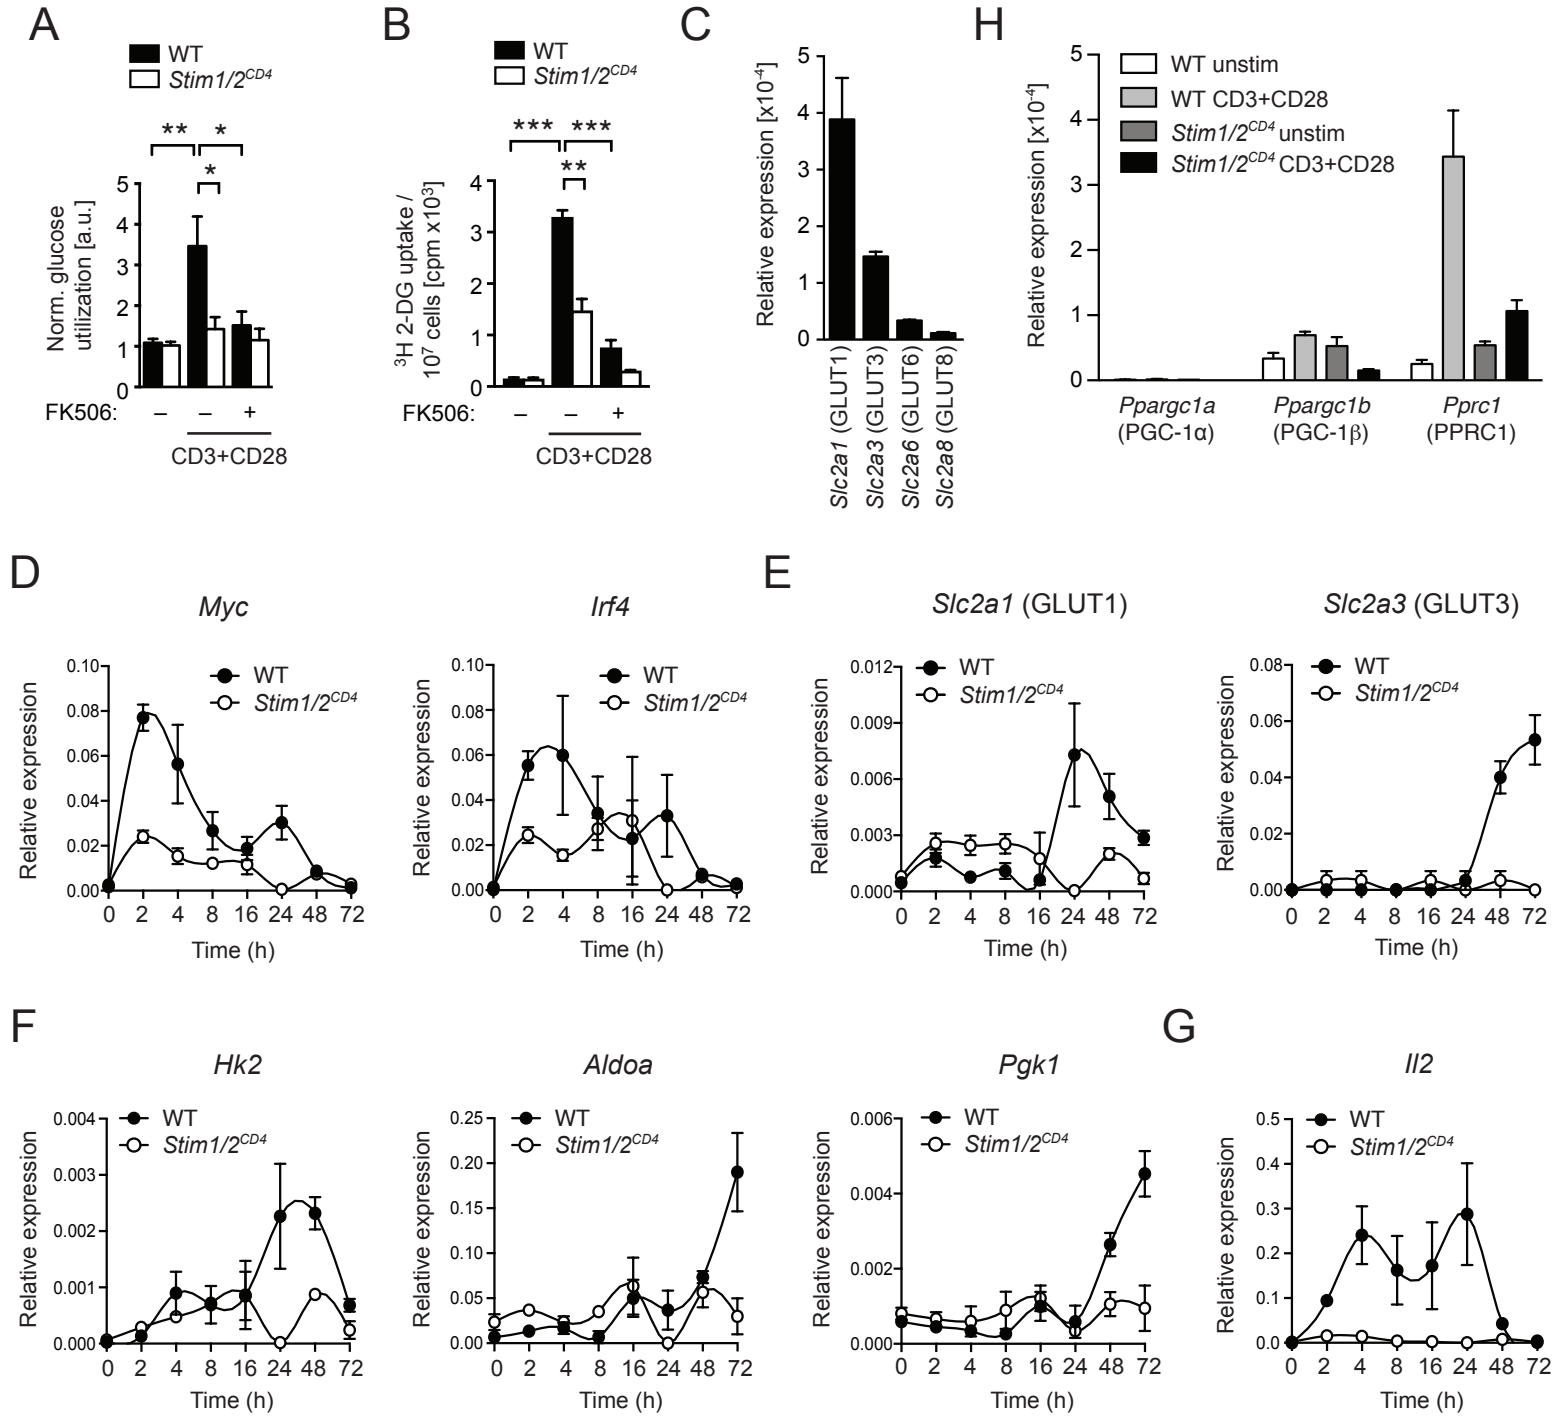 A
WT
Stim1/2CD4
** *
*
Norm. glucose
utilization [a.u.]
5
4
3
2
1
0
FK506: – – +
CD3+CD28
B
WT
Stim1/2CD4
*** ***
**
3H 2-DG uptake /
107 cells [cpm x103]
4
3
2
1
0
FK506: – – +
CD3+CD28
C
Relative expression [x10-4]
5
4
3
2
1
0
Slc2a1 (GLUT1)
Slc2a3 (GLUT3)
Slc2a6 (GLUT6)
Slc2a8 (GLUT8)
H
WT unstim
WT CD3+CD28
Stim1/2CD4 unstim
Stim1/2CD4 CD3+CD28
Relative expression [x10-4]
5
4
3
2
1
0
Ppargc1a
(PGC-1α)
Ppargc1b
(PGC-1β)
Pprc1
(PPRC1)
D
Myc
WT
Stim1/2CD4
Relative expression
0.10
0.08
0.06
0.04
0.02
0.00
0 2 4 8 16 24 48 72
Time (h)
Irf4
WT
Stim1/2CD4
Relative expression
0.10
0.08
0.06
0.04
0.02
0.00
0 2 4 8 16 24 48 72
Time (h)
E
Slc2a1 (GLUT1)
WT
Stim1/2CD4
Relative expression
0.012
0.009
0.006
0.003
0.000
0 2 4 8 16 24 48 72
Time (h)
Slc2a3 (GLUT3)
WT
Stim1/2CD4
Relative expression
0.08
0.06
0.04
0.02
0.00
0 2 4 8 16 24 48 72
Time (h)
F
Hk2
WT
Stim1/2CD4
Relative expression
0.004
0.003
0.002
0.001
0.000
0 2 4 8 16 24 48 72
Time (h)
Aldoa
WT
Stim1/2CD4
Relative expression
0.25
0.20
0.15
0.10
0.05
0.00
0 2 4 8 16 24 48 72
Time (h)
Pgk1
WT
Stim1/2CD4
Relative expression
0.006
0.004
0.002
0.000
0 2 4 8 16 24 48 72
Time (h)
G
Il2
WT
Stim1/2CD4
Relative expression
0.5
0.4
0.3
0.2
0.1
0.0
0 2 4 8 16 24 48 72
Time (h)